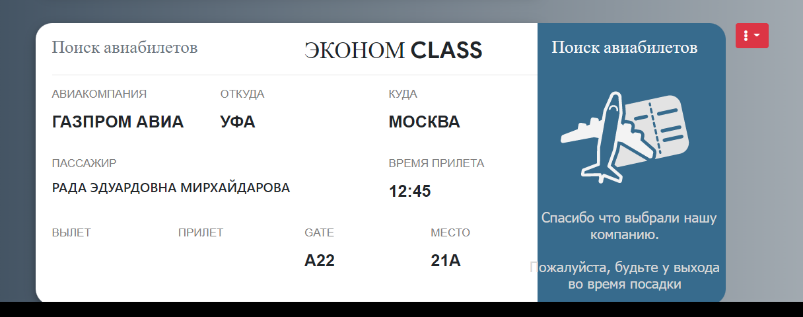 Поиск авиабилетов
ЭКОНОМ CLASS
АВИАКОМПАНИЯ ОТКУДА КУДА
ГАЗПРОМ АВИА УФА МОСКВА
ПАССАЖИР ВРЕМЯ ПРИЛЕТА
РАДА ЭДУАРДОВНА МИРХАЙДАРОВА 12:45
ВЫЛЕТ ПРИЛЕТ GATE МЕСТО
A22 21A
Поиск авиабилетов
Спасибо что выбрали нашу
компанию.
Пожалуйста, будьте у выхода
во время посадки